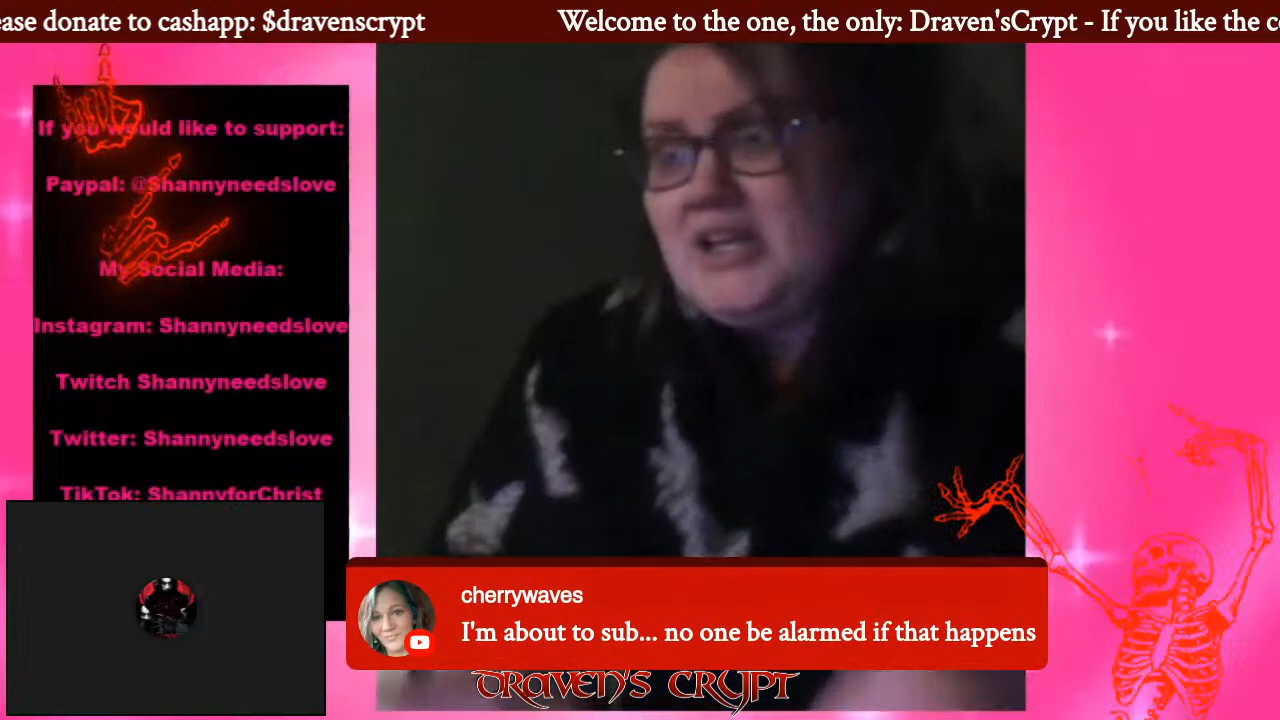 ease donate to cashapp: $dravenscrypt
Welcome to the one, the only: Draven'sCrypt - If you like the c
If you would like to support:
Paypal: @Shannyneedslove
My Social Media:
Instagram: Shannyneedslove
Twitch Shannyneedslove
Twitter: Shannyneedslove
TikTok: ShannyforChrist
cherrywaves
I'm about to sub... no one be alarmed if that happens
DRAVEN'S CRYPT